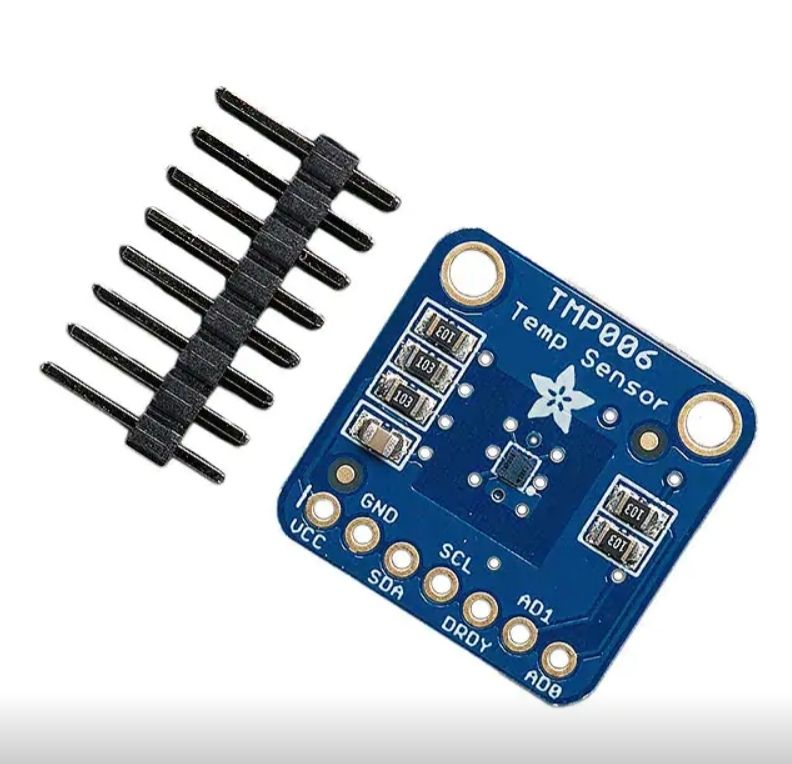 TMP006
Temp Sensor
103
103
103
103
103
VCC
GND
SDA
SCL
DRDY
AD1
AD0